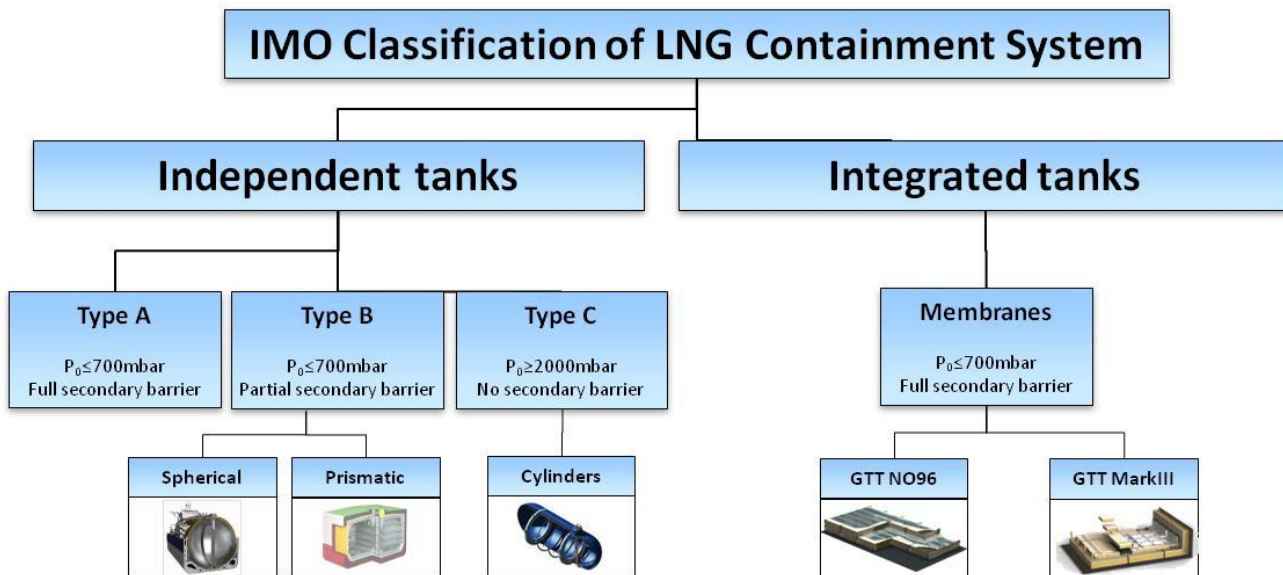 IMO Classification of LNG Containment System
Independent tanks
Integrated tanks
Type A
P₀≤700mbar
Full secondary barrier
Type B
P₀≤700mbar
Partial secondary barrier
Type C
P₀≥2000mbar
No secondary barrier
Membranes
P₀≤700mbar
Full secondary barrier
Spherical
Prismatic
Cylinders
GTT NO96
GTT MarkIII